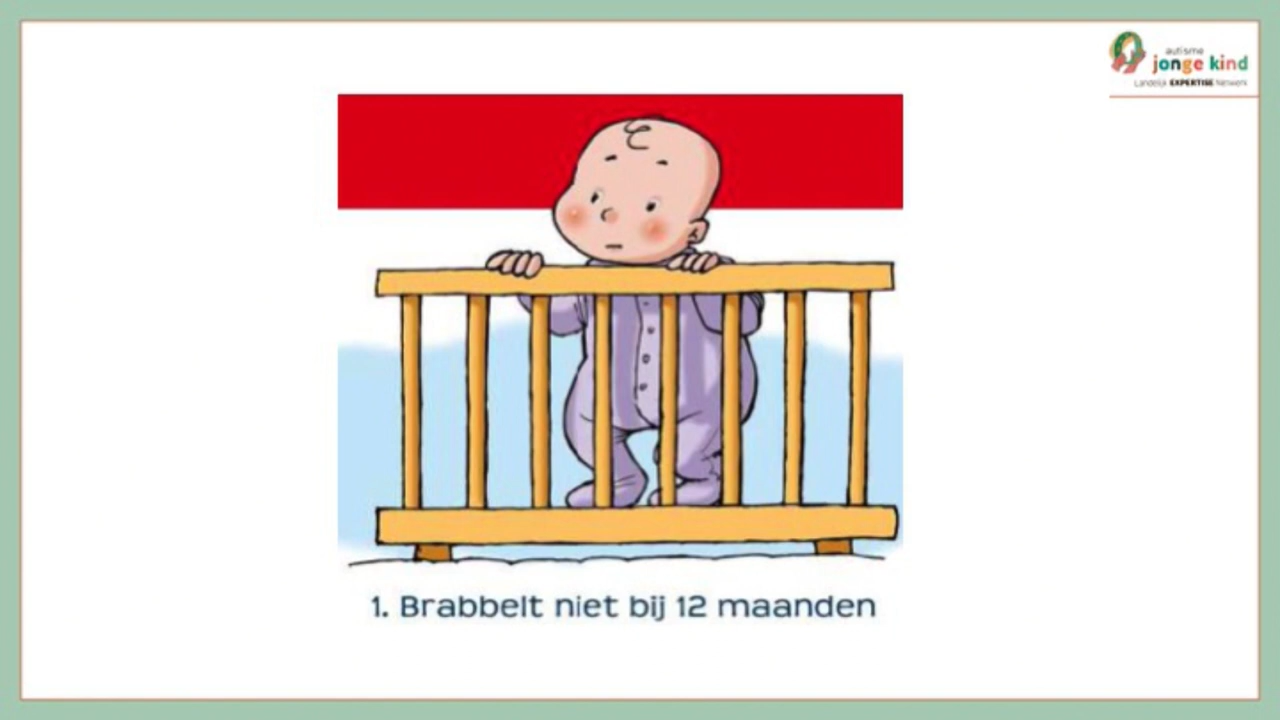 autisme
jonge kind
Landelijk EXPERTISE Netwerk
1. Brabbelt niet bij 12 maanden